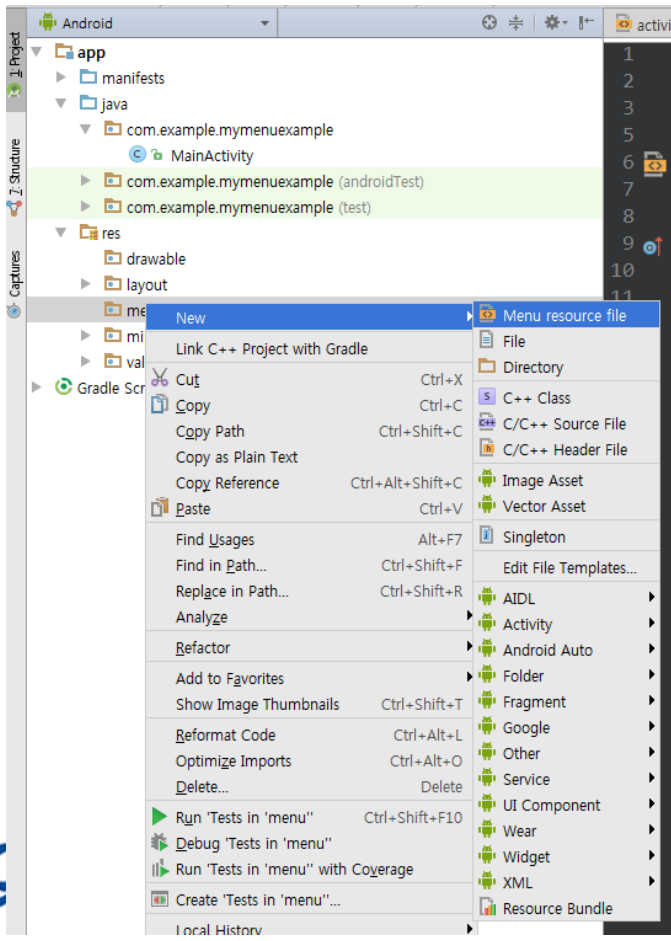 Android
activi
1: Project
7: Structure
Captures
app
manifests
java
com.example.mymenuexample
MainActivity
com.example.mymenuexample (androidTest)
com.example.mymenuexample (test)
res
drawable
layout
me
mi
val
Gradle Scr
1
2
3
5
6
7
8
9
10
11
New
Link C++ Project with Gradle
Cut Ctrl+X
Copy Ctrl+C
Copy Path Ctrl+Shift+C
Copy as Plain Text
Copy Reference Ctrl+Alt+Shift+C
Paste Ctrl+V
Find Usages Alt+F7
Find in Path... Ctrl+Shift+F
Replace in Path... Ctrl+Shift+R
Analyze
Refactor
Add to Favorites
Show Image Thumbnails Ctrl+Shift+T
Reformat Code Ctrl+Alt+L
Optimize Imports Ctrl+Alt+O
Delete... Delete
Run 'Tests in 'menu'' Ctrl+Shift+F10
Debug 'Tests in 'menu''
Run 'Tests in 'menu'' with Coverage
Create 'Tests in 'menu''...
Local History
Menu resource file
File
Directory
C++ Class
C/C++ Source File
C/C++ Header File
Image Asset
Vector Asset
Singleton
Edit File Templates...
AIDL
Activity
Android Auto
Folder
Fragment
Google
Other
Service
UI Component
Wear
Widget
XML
Resource Bundle